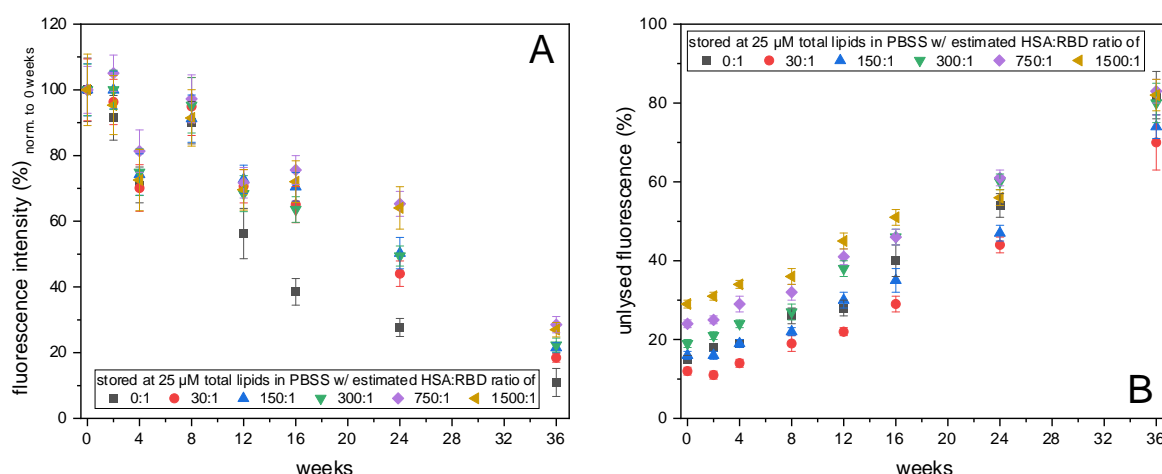 A
fluorescence intensity (%) norm. to 0weeks
120
100
80
60
40
20
0
stored at 25 µM total lipids in PBSS w/ estimated HSA:RBD ratio of
0:1 30:1 150:1 300:1 750:1 1500:1
0 4 8 12 16 20 24 28 32 36
weeks
B
unlysed fluorescence (%)
100
80
60
40
20
0
stored at 25 µM total lipids in PBSS w/ estimated HSA:RBD ratio of
0:1 30:1 150:1 300:1 750:1 1500:1
0 4 8 12 16 20 24 28 32 36
weeks